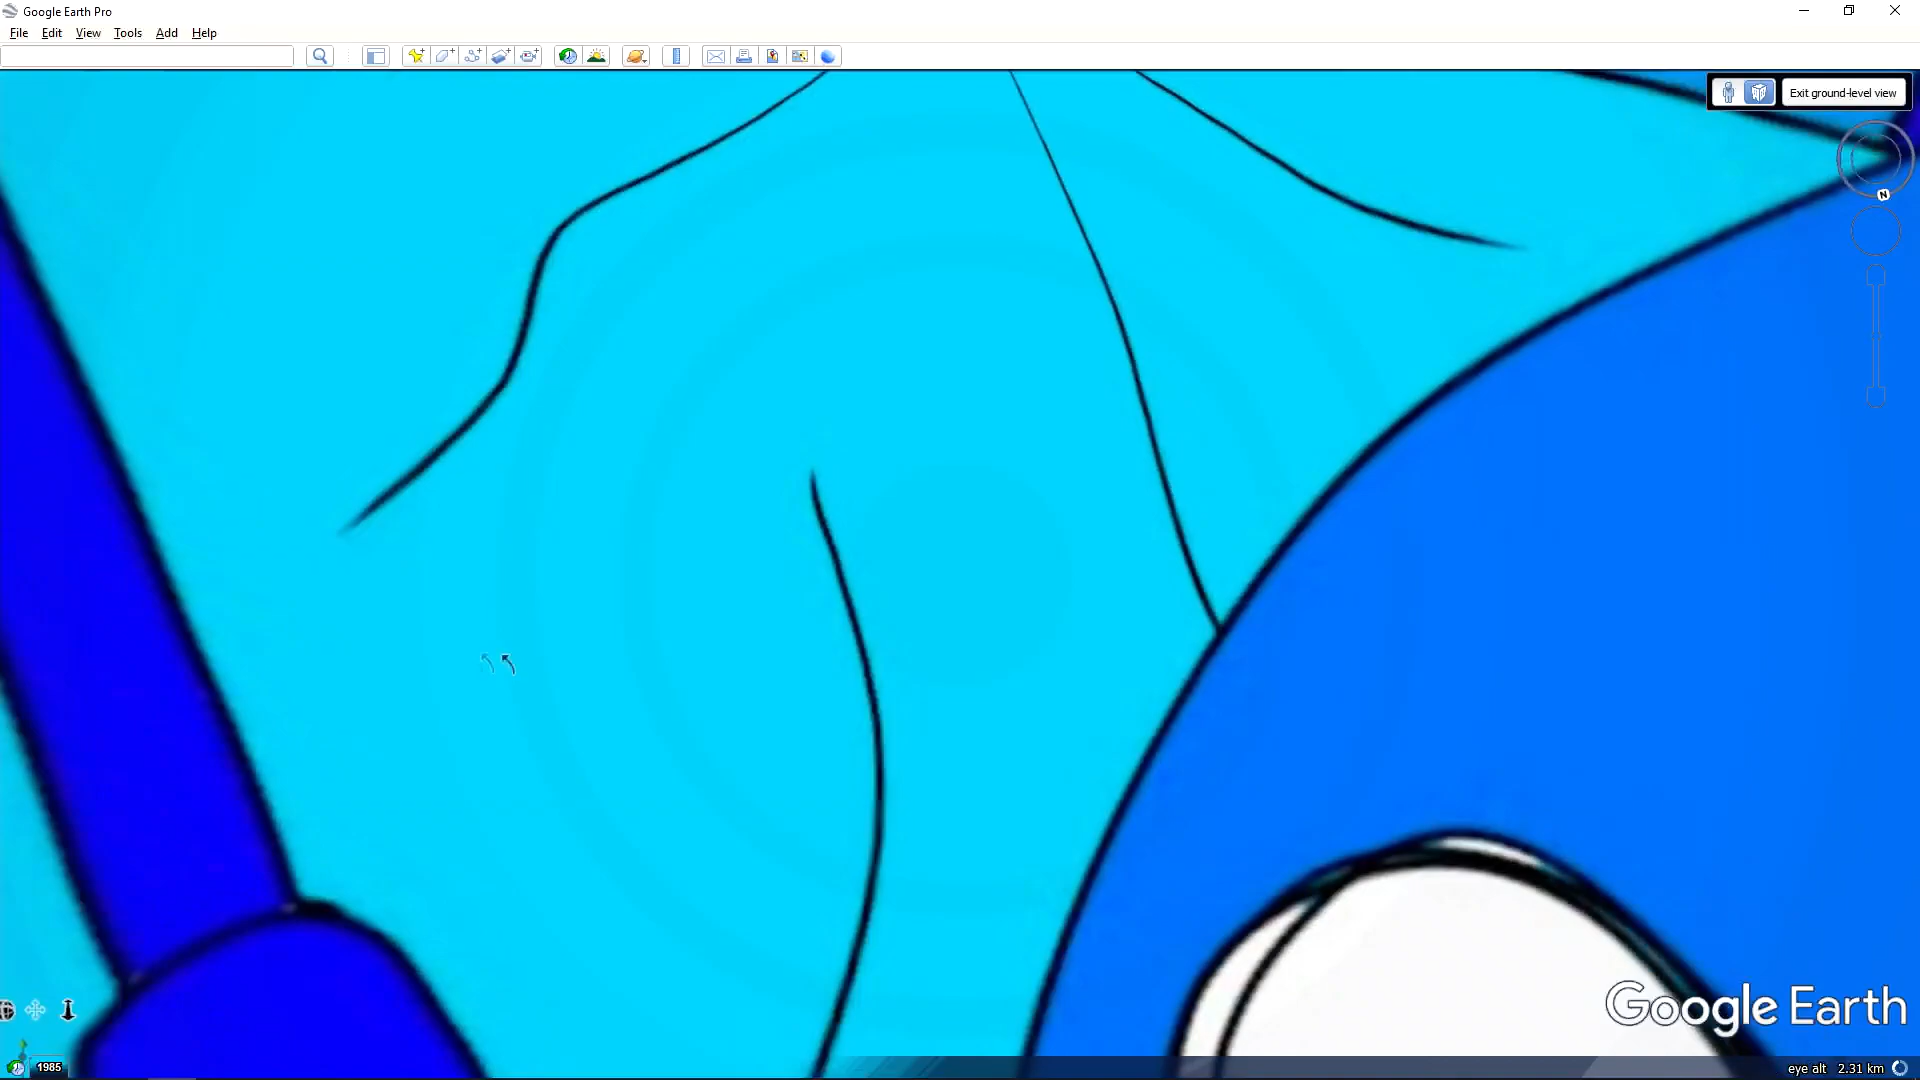 Google Earth Pro
File Edit View Tools Add Help
Exit ground-level view
N
Google Earth
1985
eye alt 2.31 km